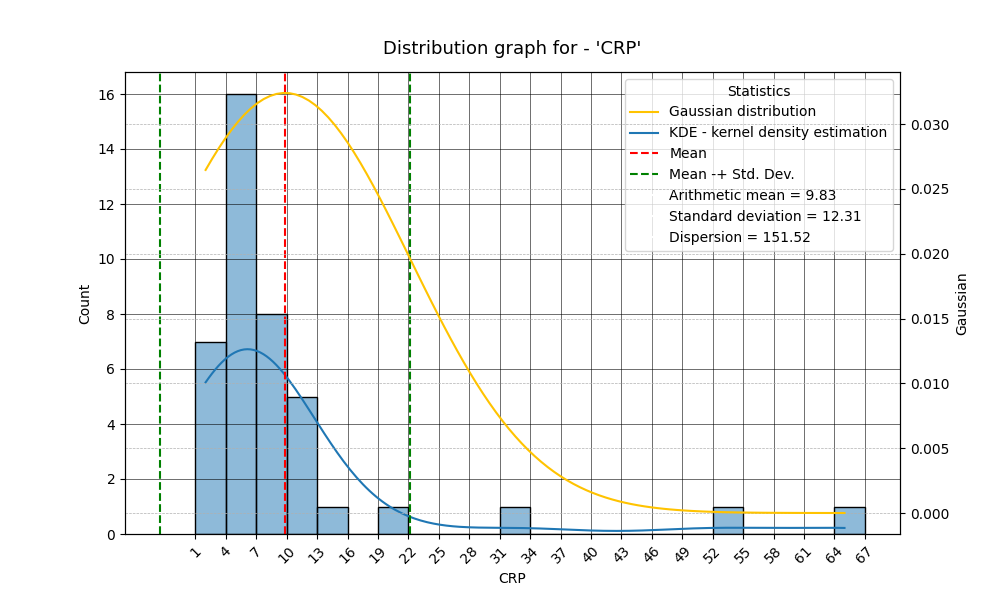 Distribution graph for - 'CRP'
Statistics
Gaussian distribution
KDE - kernel density estimation
Mean
Mean -+ Std. Dev.
Arithmetic mean = 9.83
Standard deviation = 12.31
Dispersion = 151.52
Count
16
14
12
10
8
6
4
2
0
0.030
0.025
0.020
0.015
0.010
0.005
0.000
Gaussian
1 4 7 10 13 16 19 22 25 28 31 34 37 40 43 46 49 52 55 58 61 64 67
CRP